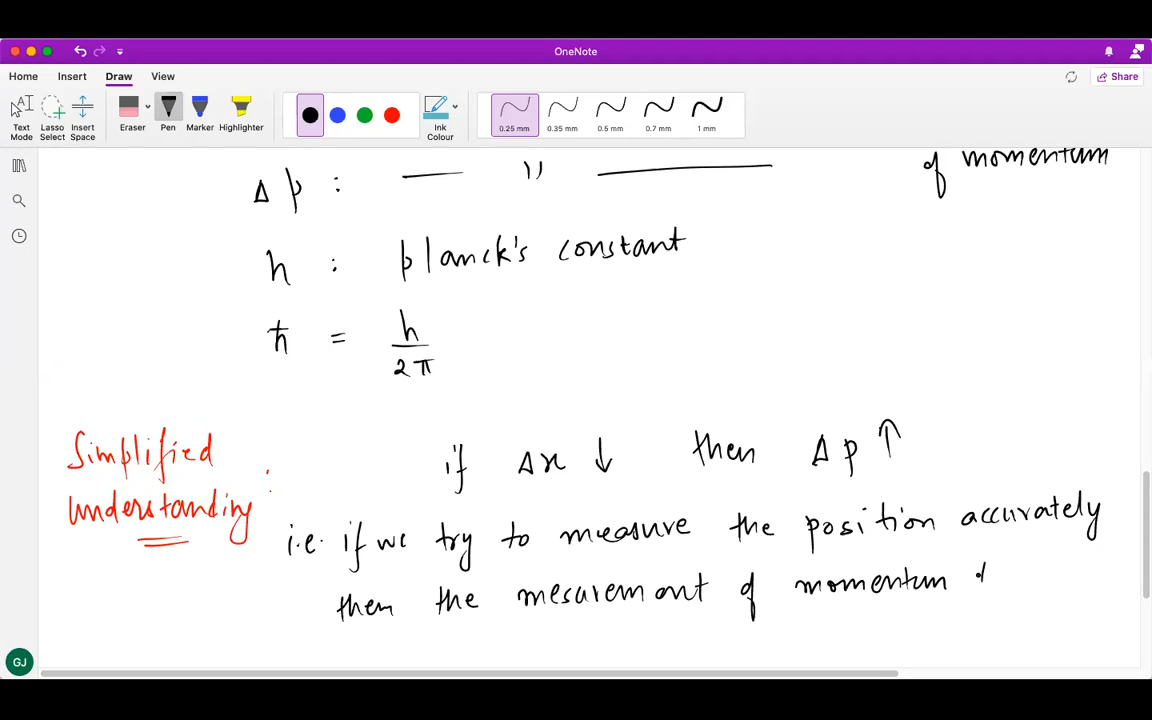 OneNote
Home Insert Draw View
Share
Text Mode
Lasso Select
Insert Space
Eraser
Pen
Marker
Highlighter
Ink Colour
0.25 mm
0.35 mm
0.5 mm
0.7 mm
1 mm
of momentum
Δp : — " —
h : planck's constant
ħ = h
2π
Simplified
understanding :
if Δx ↓ then Δp ↑
i.e. if we try to measure the position accurately
then the mesurement of momentum
GJ